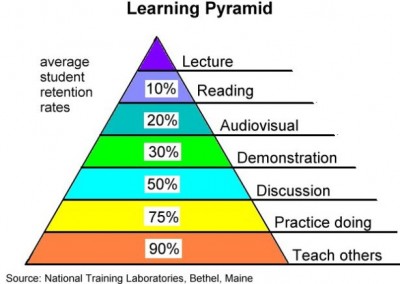 Learning Pyramid
average
student
retention
rates
Lecture
10% Reading
20% Audiovisual
30% Demonstration
50% Discussion
75% Practice doing
90% Teach others
Source: National Training Laboratories, Bethel, Maine